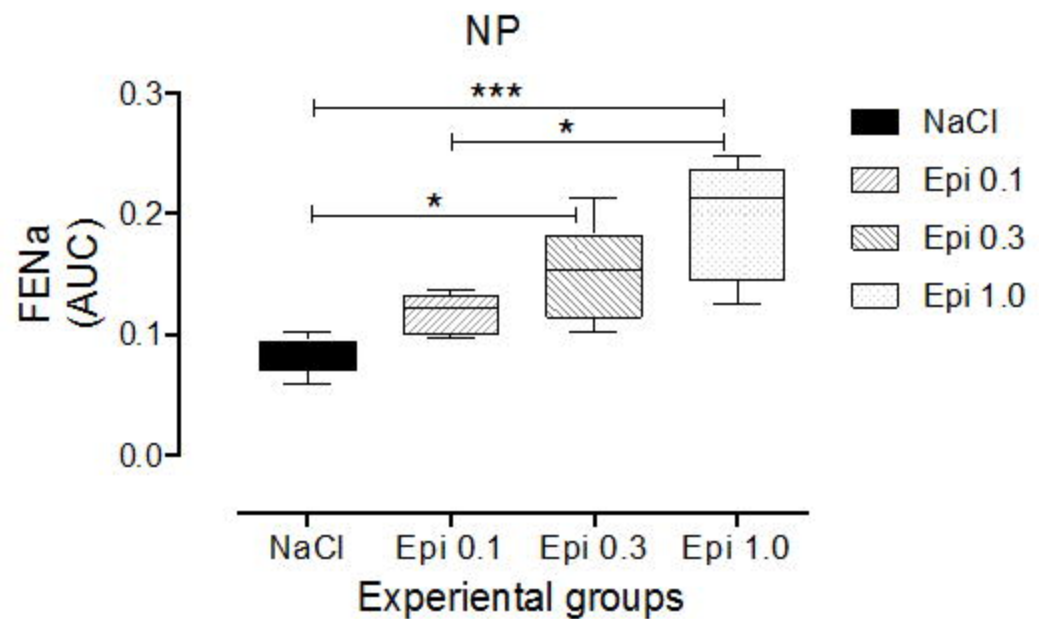 NP
0.3
***
*
0.2
*
0.1
0.0
FENa
(AUC)
NaCl
Epi 0.1
Epi 0.3
Epi 1.0
NaCl Epi 0.1 Epi 0.3 Epi 1.0
Experiental groups